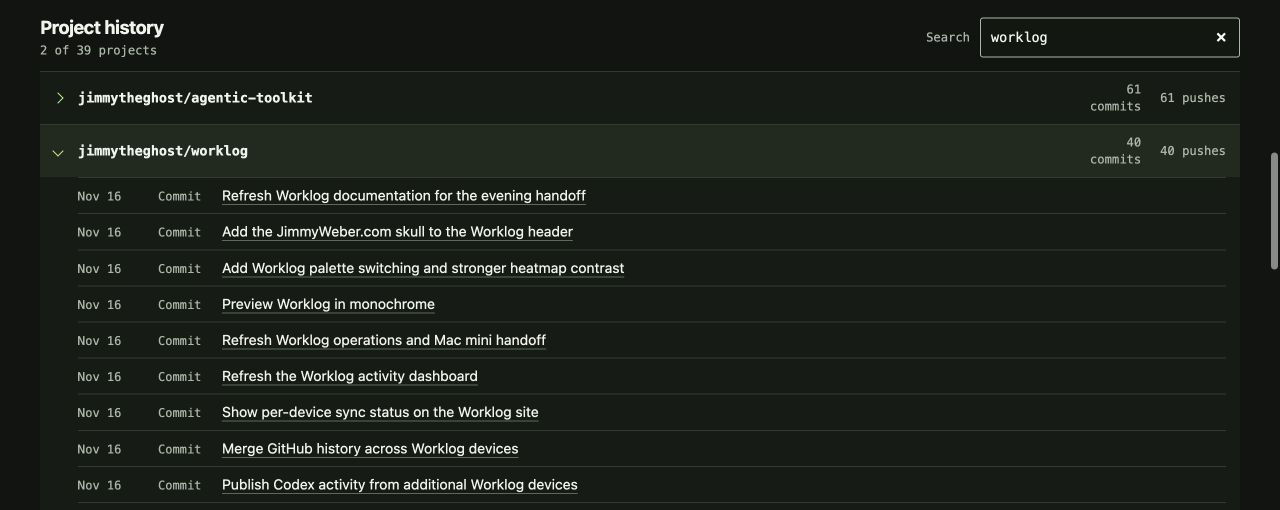 Project history
2 of 39 projects
Search
worklog ×
jimmytheghost/agentic-toolkit
61 commits
61 pushes
jimmytheghost/worklog
40 commits
40 pushes
Nov 16 Commit Refresh Worklog documentation for the evening handoff
Nov 16 Commit Add the JimmyWeber.com skull to the Worklog header
Nov 16 Commit Add Worklog palette switching and stronger heatmap contrast
Nov 16 Commit Preview Worklog in monochrome
Nov 16 Commit Refresh Worklog operations and Mac mini handoff
Nov 16 Commit Refresh the Worklog activity dashboard
Nov 16 Commit Show per-device sync status on the Worklog site
Nov 16 Commit Merge GitHub history across Worklog devices
Nov 16 Commit Publish Codex activity from additional Worklog devices